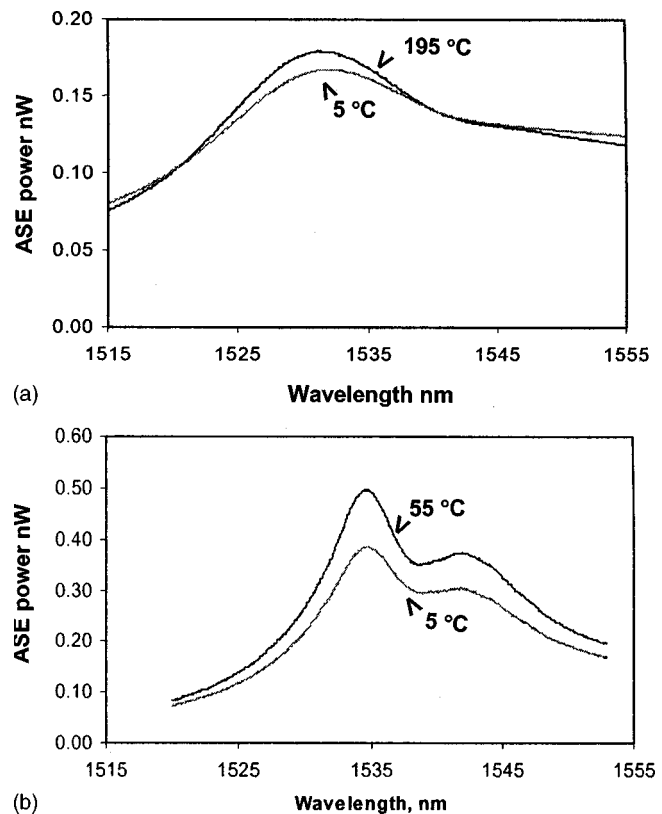 0.20
0.15
0.10
0.05
0.00
ASE power nW
195 °C
5 °C
1515 1525 1535 1545 1555
(a) Wavelength nm
0.60
0.50
0.40
0.30
0.20
0.10
0.00
ASE power nW
55 °C
5 °C
1515 1525 1535 1545 1555
(b) Wavelength, nm